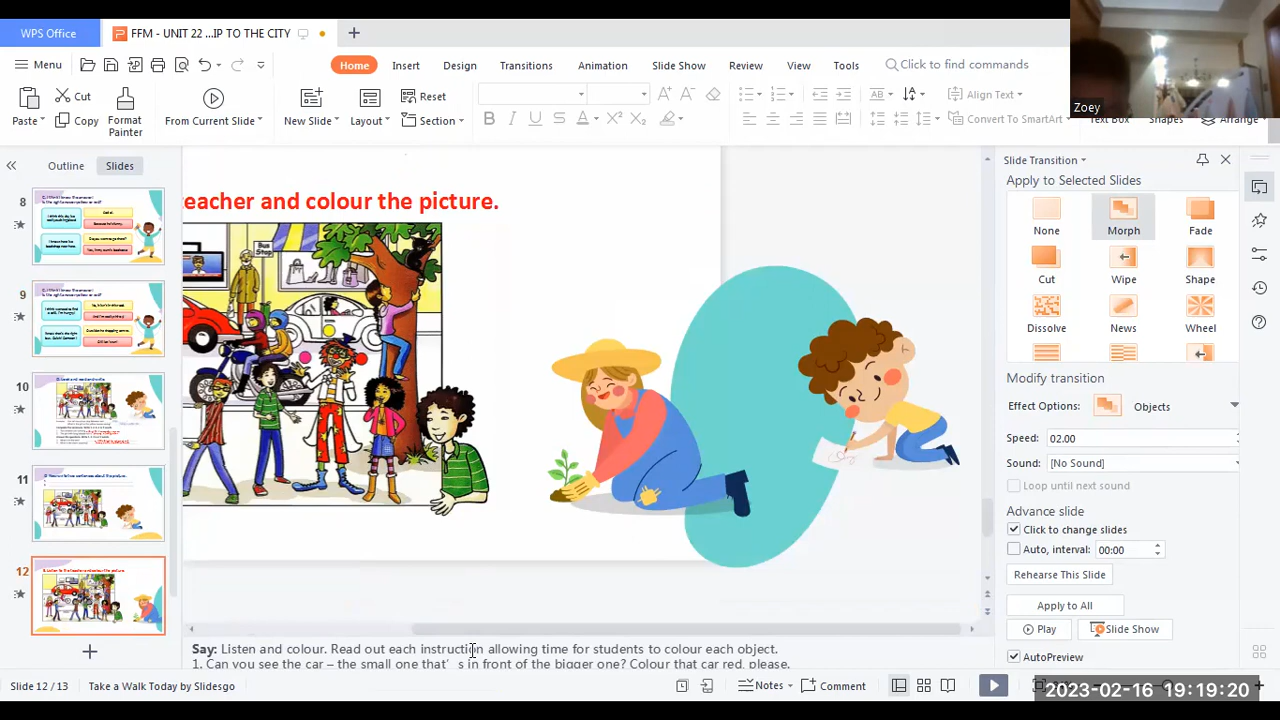 WPS Office
FFM - UNIT 22 ...IP TO THE CITY
Menu
Home
Insert
Design
Transitions
Animation
Slide Show
Review
View
Tools
Click to find commands
Zoey
Paste
Cut
Copy
Format Painter
From Current Slide
New Slide
Layout
Reset
Section
Align Text
Convert To SmartArt
Text Box
Shapes
Arrange
Outline
Slides
8
9
10
11
12
eacher and colour the picture.
Bus Stop
Slide Transition
Apply to Selected Slides
None
Morph
Fade
Cut
Wipe
Shape
Dissolve
News
Wheel
Modify transition
Effect Options:
Objects
Speed:
02.00
Sound:
[No Sound]
Loop until next sound
Advance slide
Click to change slides
Auto, interval:
00:00
Rehearse This Slide
Apply to All
Play
Slide Show
AutoPreview
Say: Listen and colour. Read out each instruction allowing time for students to colour each object.
1. Can you see the car – the small one that's in front of the bigger one? Colour that car red, please.
Slide 12 / 13
Take a Walk Today by Slidesgo
Notes
Comment
2023-02-16 19:19:20